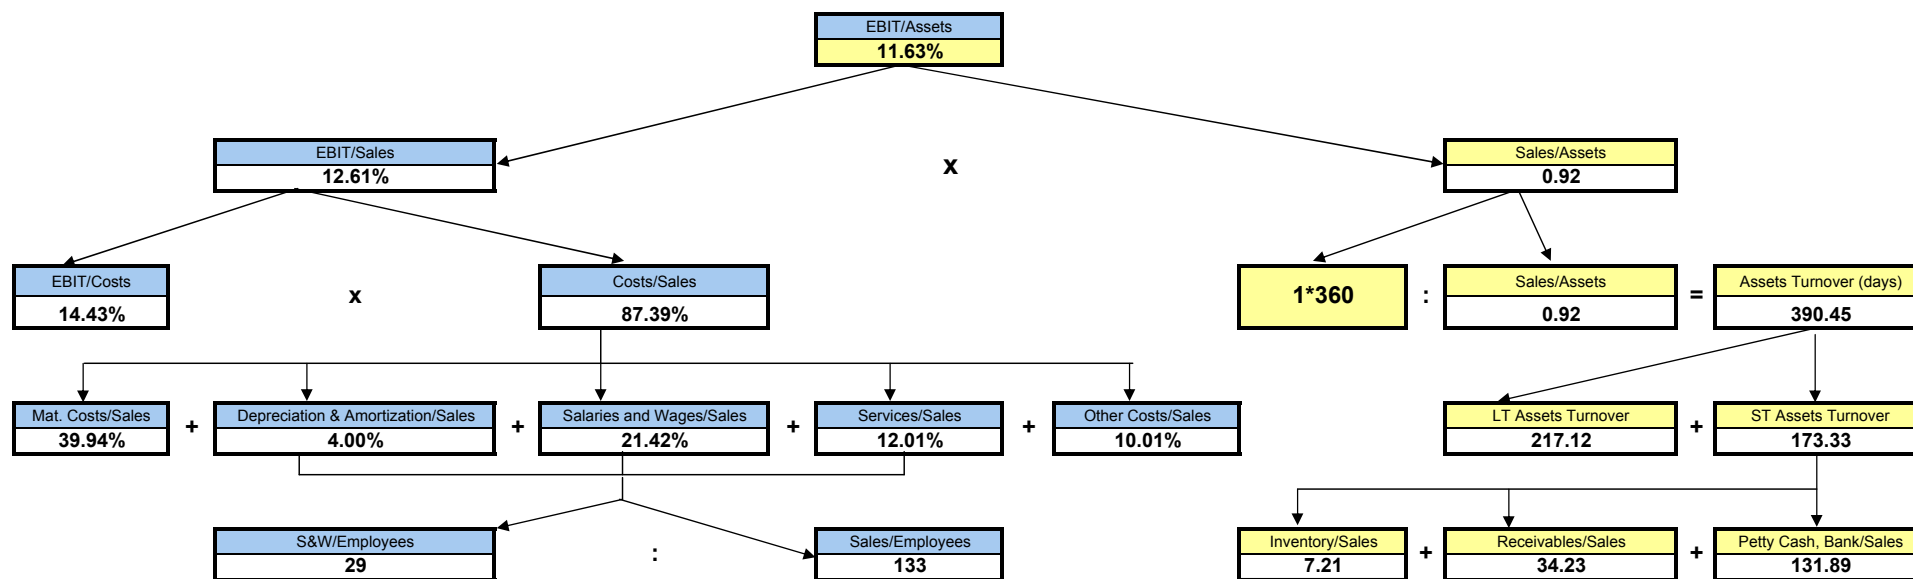 EBIT/Assets
11.63%
EBIT/Sales
12.61%
x
Sales/Assets
0.92
EBIT/Costs
14.43%
x
Costs/Sales
87.39%
1*360
:
Sales/Assets
0.92
=
Assets Turnover (days)
390.45
Mat. Costs/Sales
39.94%
+
Depreciation & Amortization/Sales
4.00%
+
Salaries and Wages/Sales
21.42%
+
Services/Sales
12.01%
+
Other Costs/Sales
10.01%
LT Assets Turnover
217.12
+
ST Assets Turnover
173.33
S&W/Employees
29
:
Sales/Employees
133
Inventory/Sales
7.21
+
Receivables/Sales
34.23
+
Petty Cash, Bank/Sales
131.89